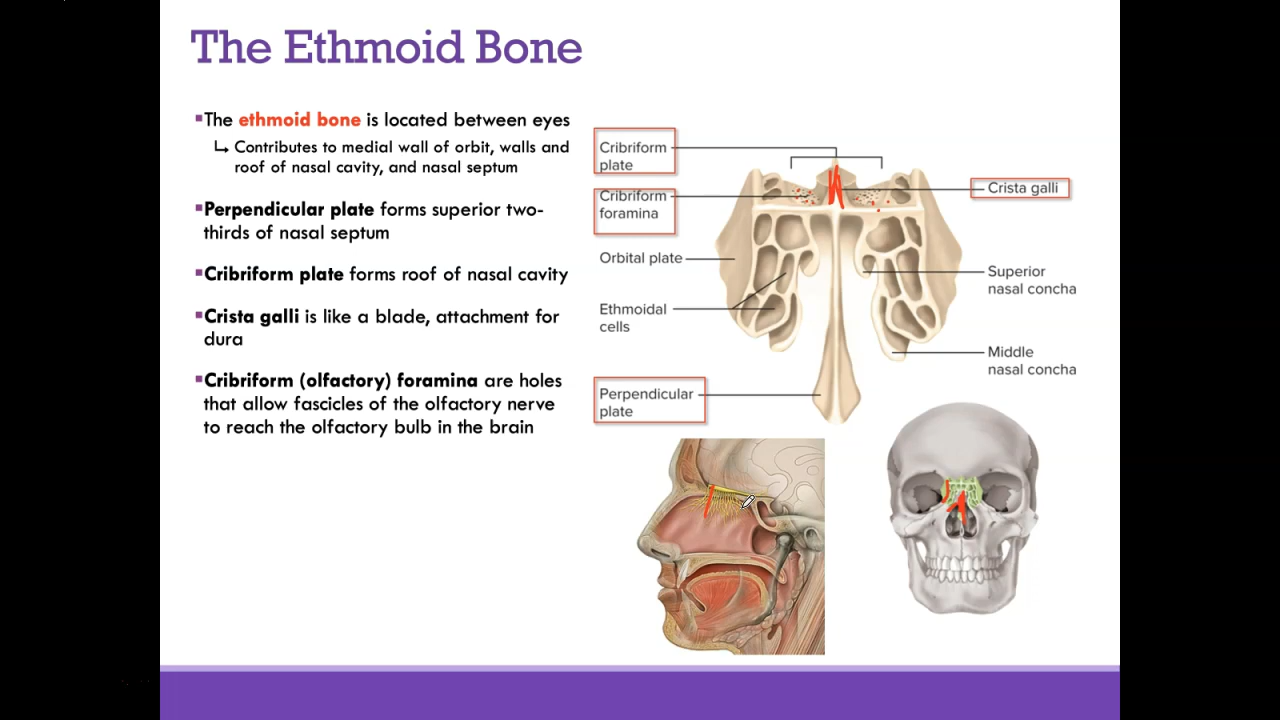 The Ethmoid Bone
▪The ethmoid bone is located between eyes
↳ Contributes to medial wall of orbit, walls and
roof of nasal cavity, and nasal septum
▪Perpendicular plate forms superior two-
thirds of nasal septum
▪Cribriform plate forms roof of nasal cavity
▪Crista galli is like a blade, attachment for
dura
▪Cribriform (olfactory) foramina are holes
that allow fascicles of the olfactory nerve
to reach the olfactory bulb in the brain
Cribriform
plate
Cribriform
foramina
Orbital plate
Ethmoidal
cells
Perpendicular
plate
Crista galli
Superior
nasal concha
Middle
nasal concha